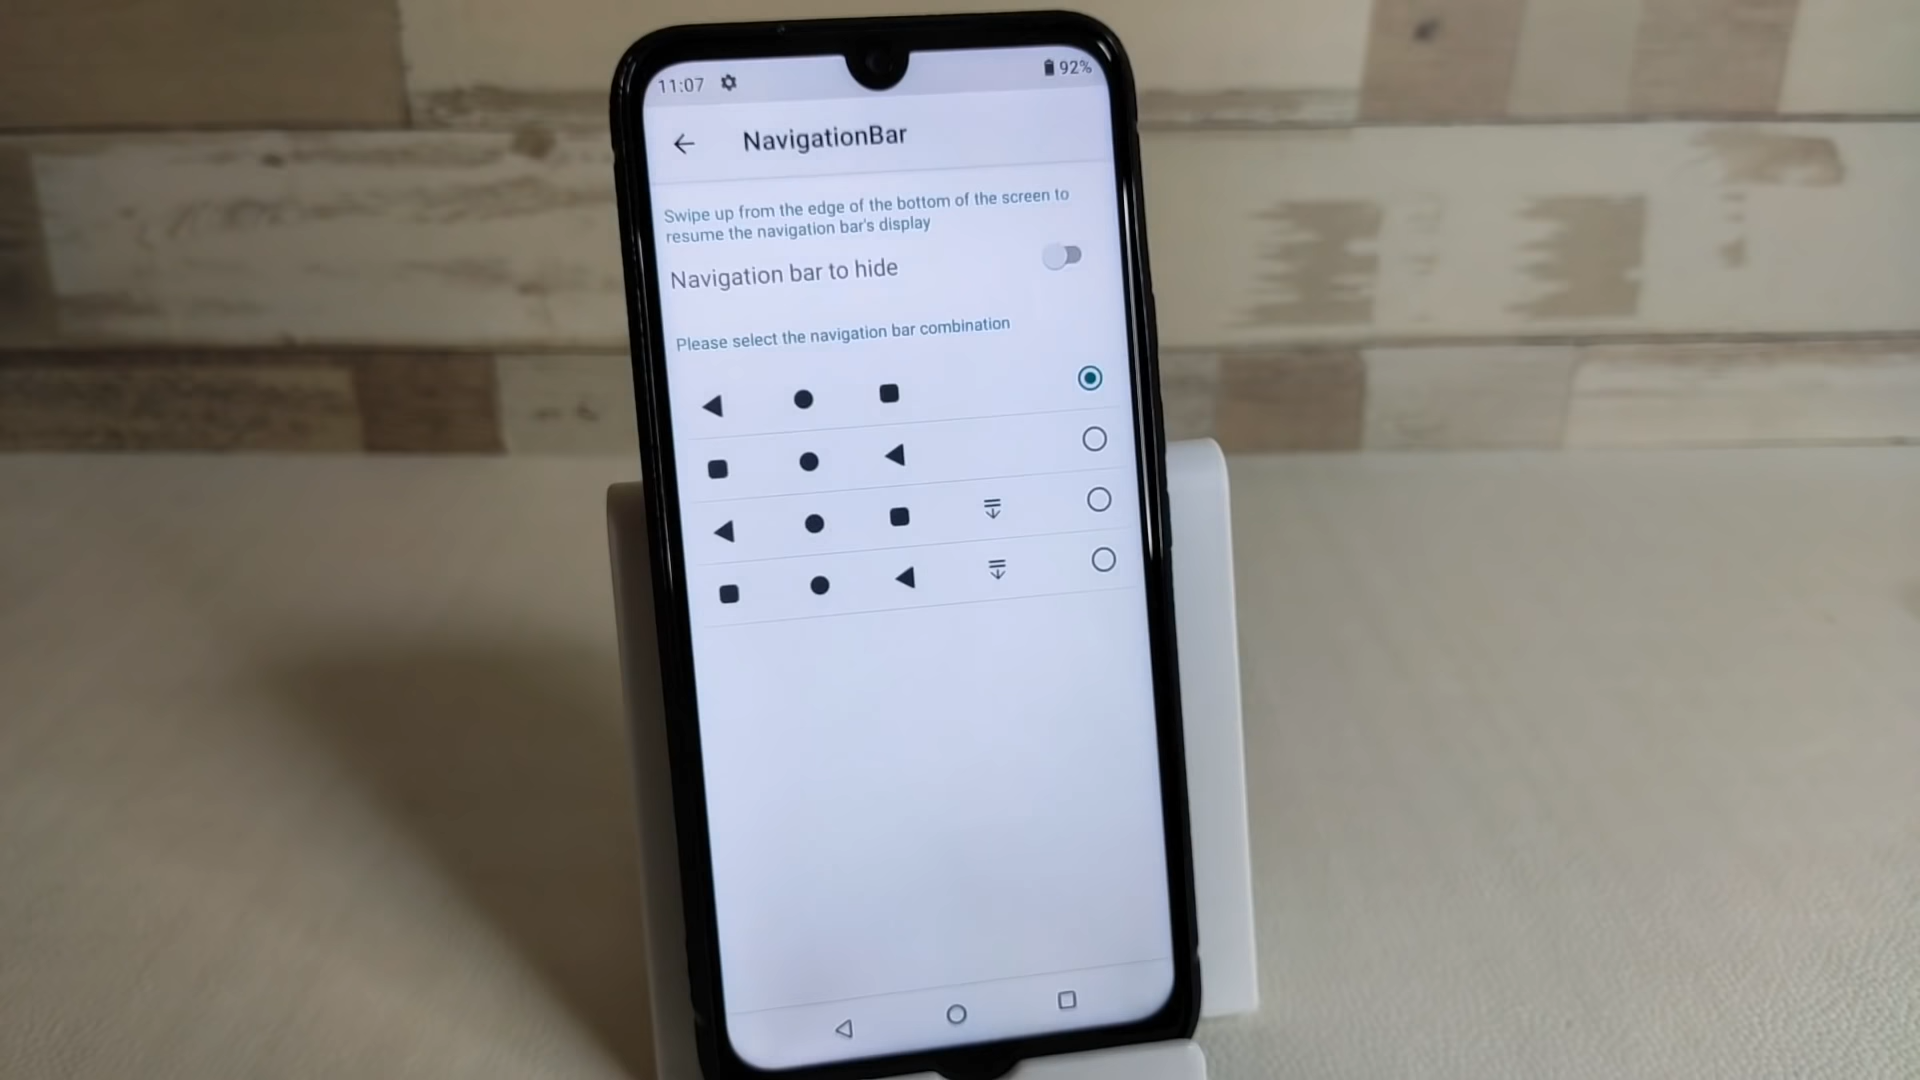 11:07
92%
NavigationBar
Swipe up from the edge of the bottom of the screen to
resume the navigation bar's display
Navigation bar to hide
Please select the navigation bar combination